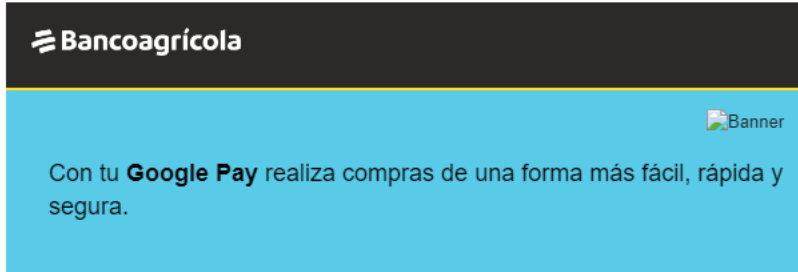 Bancoagrícola
Banner
Con tu Google Pay realiza compras de una forma más fácil, rápida y
segura.